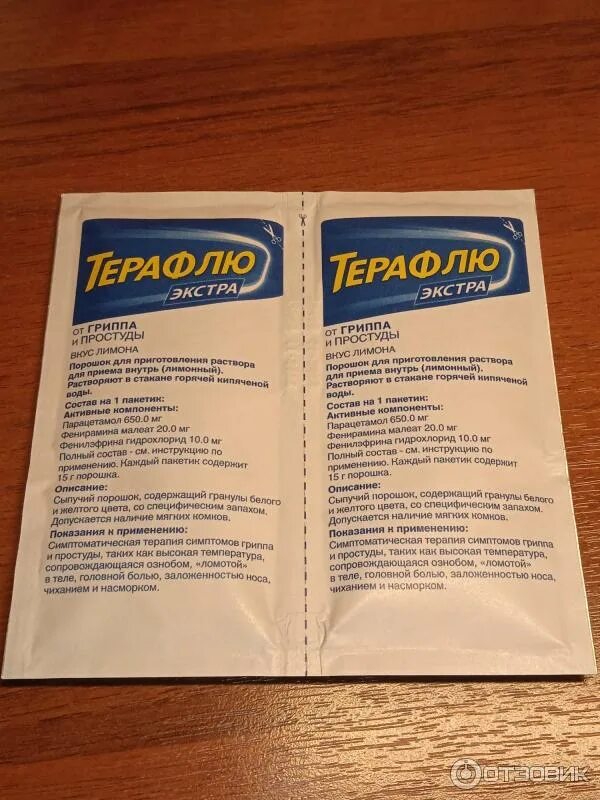 ТЕРАФЛЮ
ЭКСТРА
от ГРИППА
и ПРОСТУДЫ
ВКУС ЛИМОНА
Порошок для приготовления раствора
для приема внутрь (лимонный).
Растворяют в стакане горячей кипяченой
воды.
Состав на 1 пакетик:
Активные компоненты:
Парацетамол 650.0 мг
Фенирамина малеат 20.0 мг
Фенилэфрина гидрохлорид 10.0 мг
Полный состав - см. инструкцию по
применению. Каждый пакетик содержит
15 г порошка.
Описание:
Сыпучий порошок, содержащий гранулы белого
и желтого цвета, со специфическим запахом.
Допускается наличие мягких комков.
Показания к применению:
Симптоматическая терапия симптомов гриппа
и простуды, таких как высокая температура,
сопровождающаяся ознобом, «ломотой»
в теле, головной болью, заложенностью носа,
чиханием и насморком.
ТЕРАФЛЮ
ЭКСТРА
от ГРИППА
и ПРОСТУДЫ
ВКУС ЛИМОНА
Порошок для приготовления раствора
для приема внутрь (лимонный).
Растворяют в стакане горячей кипяченой
воды.
Состав на 1 пакетик:
Активные компоненты:
Парацетамол 650.0 мг
Фенирамина малеат 20.0 мг
Фенилэфрина гидрохлорид 10.0 мг
Полный состав - см. инструкцию по
применению. Каждый пакетик содержит
15 г порошка.
Описание:
Сыпучий порошок, содержащий гранулы белого
и желтого цвета, со специфическим запахом.
Допускается наличие мягких комков.
Показания к применению:
Симптоматическая терапия симптомов гриппа
и простуды, таких как высокая температура,
сопровождающаяся ознобом, «ломотой»
в теле, головной болью, заложенностью носа,
чиханием и насморком.
ОТЗОВИК